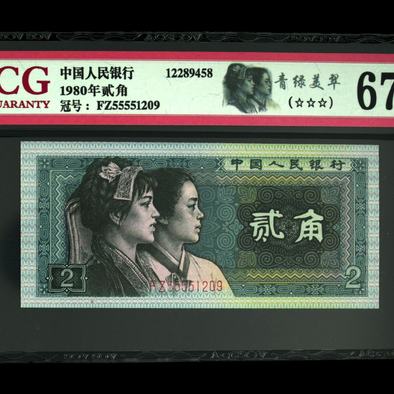 CG
UARANTY
中国人民银行
1980年贰角
冠号：FZ55551209
12289458
青绿美翠
(☆☆☆)
67
中国人民银行
贰角
2
FZ55551209
2